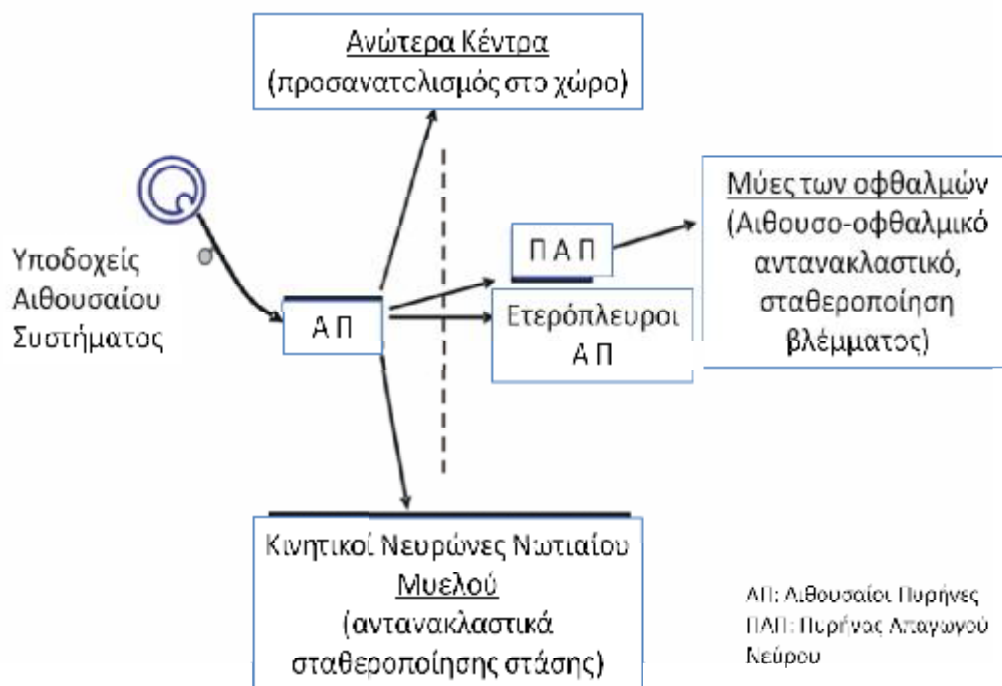 Ανώτερα Κέντρα
(προσανατολισμός στο χώρο)
Υποδοχείς
Αιθουσαίου
Συστήματος
Α Π
Π Α Π
Ετερόπλευροι
Α Π
Μύες των οφθαλμών
(Αιθουσο-οφθαλμικό
αντανακλαστικό,
σταθεροποίηση
βλέμματος)
Κινητικοί Νευρώνες Νωτιαίου
Μυελού
(αντανακλαστικά
σταθεροποίησης στάσης)
ΑΠ: Αιθουσαίοι Πυρήνες
ΠΑΠ: Πυρήνας Απαγωγού
Νεύρου